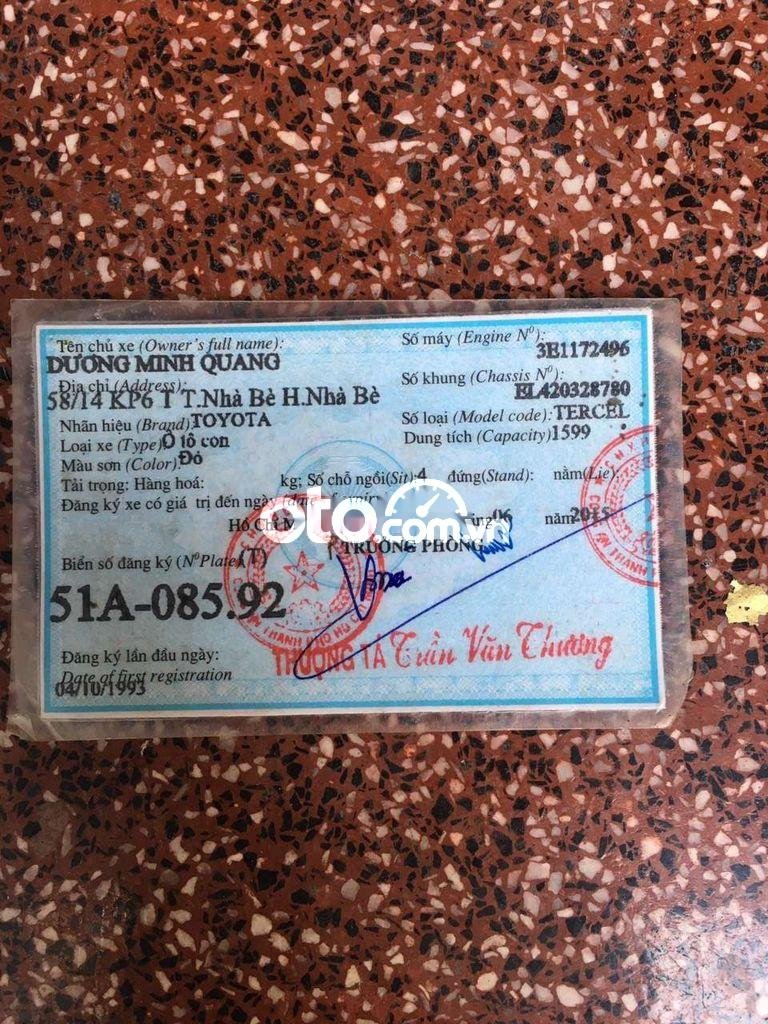 Tên chủ xe (Owner's full name):
DƯƠNG MINH QUANG
Địa chỉ (Address):
58/14 KP6 T T.Nhà Bè H.Nhà Bè
Nhãn hiệu (Brand): TOYOTA
Loại xe (Type): Ô tô con
Màu sơn (Color): Đỏ
Số máy (Engine Nº):
3E1172496
Số khung (Chassis Nº):
EL420328780
Số loại (Model code): TERCEL
Dung tích (Capacity) 1599
Tải trọng: Hàng hoá: kg; Số chỗ ngồi(Sit): 4 đứng(Stand): nằm(Lie):
Đăng ký xe có giá trị đến ngày
Hồ Chí M 06 năm 2015
oto.com.vn
TRƯỞNG PHÒNG
Biển số đăng ký (Nº Plate) (T)
51A-085.92
THƯỢNG TÁ Trần Văn Thương
Đăng ký lần đầu ngày:
Date of first registration
04/10/1993